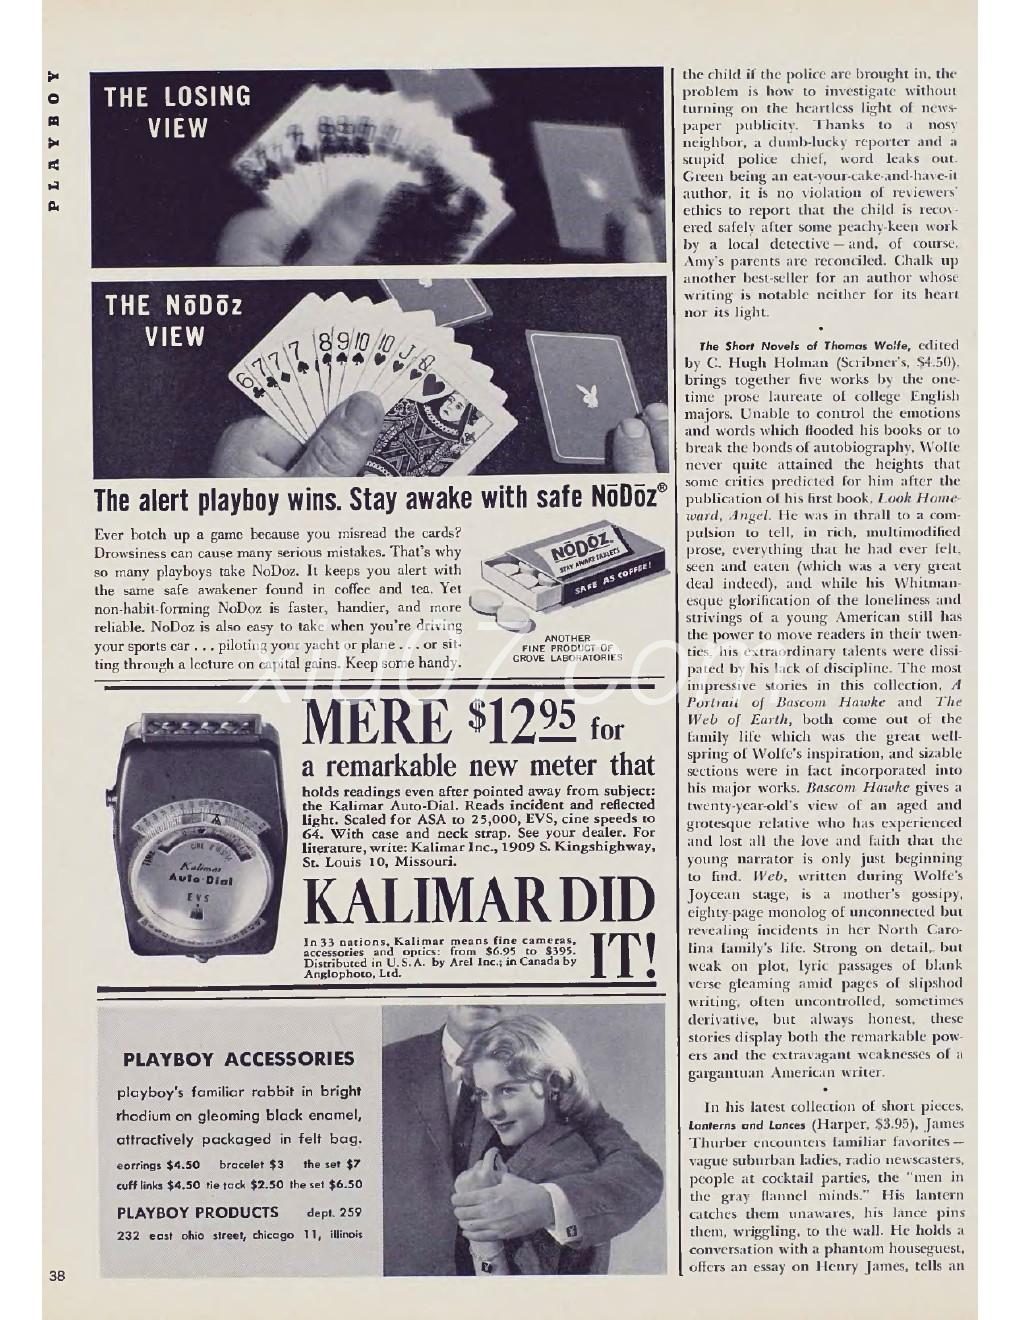 PLAYBOY
THE LOSING
VIEW
THE NōDōz
VIEW
6 7 7 7 8 9 10 10 J Q
The alert playboy wins. Stay awake with safe NōDōz®
Ever botch up a game because you misread the cards?
Drowsiness can cause many serious mistakes. That's why
so many playboys take NoDoz. It keeps you alert with
the same safe awakener found in coffee and tea. Yet
non-habit-forming NoDoz is faster, handier, and more
reliable. NoDoz is also easy to take when you're driving
your sports car . . . piloting your yacht or plane . . . or sit-
ting through a lecture on capital gains. Keep some handy.
NōDōz®
STAY AWAKE TABLETS
SAFE AS COFFEE!
ANOTHER
FINE PRODUCT OF
GROVE LABORATORIES
MERE $12 95 for
a remarkable new meter that
holds readings even after pointed away from subject:
the Kalimar Auto-Dial. Reads incident and reflected
light. Scaled for ASA to 25,000, EVS, cine speeds to
64. With case and neck strap. See your dealer. For
literature, write: Kalimar Inc., 1909 S. Kingshighway,
St. Louis 10, Missouri.
Kalimar
Auto-Dial
EVS
KALIMAR DID
IT!
In 33 nations, Kalimar means fine cameras,
accessories and optics: from $6.95 to $395.
Distributed in U.S.A. by Arel Inc.; in Canada by
Anglophoto, Ltd.
PLAYBOY ACCESSORIES
playboy's familiar rabbit in bright
rhodium on gleaming black enamel,
attractively packaged in felt bag.
earrings $4.50 bracelet $3 the set $7
cuff links $4.50 tie tack $2.50 the set $6.50
PLAYBOY PRODUCTS dept. 259
232 east ohio street, chicago 11, illinois
38
the child if the police are brought in, the
problem is how to investigate without
turning on the heartless light of news-
paper publicity. Thanks to a nosy
neighbor, a dumb-lucky reporter and a
stupid police chief, word leaks out.
Green being an eat-your-cake-and-have-it
author, it is no violation of reviewers'
ethics to report that the child is recov-
ered safely after some peachy-keen work
by a local detective — and, of course,
Amy's parents are reconciled. Chalk up
another best-seller for an author whose
writing is notable neither for its heart
nor its light.
•
The Short Novels of Thomas Wolfe, edited
by C. Hugh Holman (Scribner's, $4.50),
brings together five works by the one-
time prose laureate of college English
majors. Unable to control the emotions
and words which flooded his books or to
break the bonds of autobiography, Wolfe
never quite attained the heights that
some critics predicted for him after the
publication of his first book, Look Home-
ward, Angel. He was in thrall to a com-
pulsion to tell, in rich, multimodified
prose, everything that he had ever felt,
seen and eaten (which was a very great
deal indeed), and while his Whitman-
esque glorification of the loneliness and
strivings of a young American still has
the power to move readers in their twen-
ties, his extraordinary talents were dissi-
pated by his lack of discipline. The most
impressive stories in this collection, A
Portrait of Bascom Hawke and The
Web of Earth, both come out of the
family life which was the great well-
spring of Wolfe's inspiration, and sizable
sections were in fact incorporated into
his major works. Bascom Hawke gives a
twenty-year-old's view of an aged and
grotesque relative who has experienced
and lost all the love and faith that the
young narrator is only just beginning
to find. Web, written during Wolfe's
Joycean stage, is a mother's gossipy,
eighty-page monolog of unconnected but
revealing incidents in her North Caro-
lina family's life. Strong on detail, but
weak on plot, lyric passages of blank
verse gleaming amid pages of slipshod
writing, often uncontrolled, sometimes
derivative, but always honest, these
stories display both the remarkable pow-
ers and the extravagant weaknesses of a
gargantuan American writer.
•
In his latest collection of short pieces,
Lanterns and Lances (Harper, $3.95), James
Thurber encounters familiar favorites —
vague suburban ladies, radio newscasters,
people at cocktail parties, the "men in
the gray flannel minds." His lantern
catches them unawares, his lance pins
them, wriggling, to the wall. He holds a
conversation with a phantom houseguest,
offers an essay on Henry James, tells an
xiu07.com